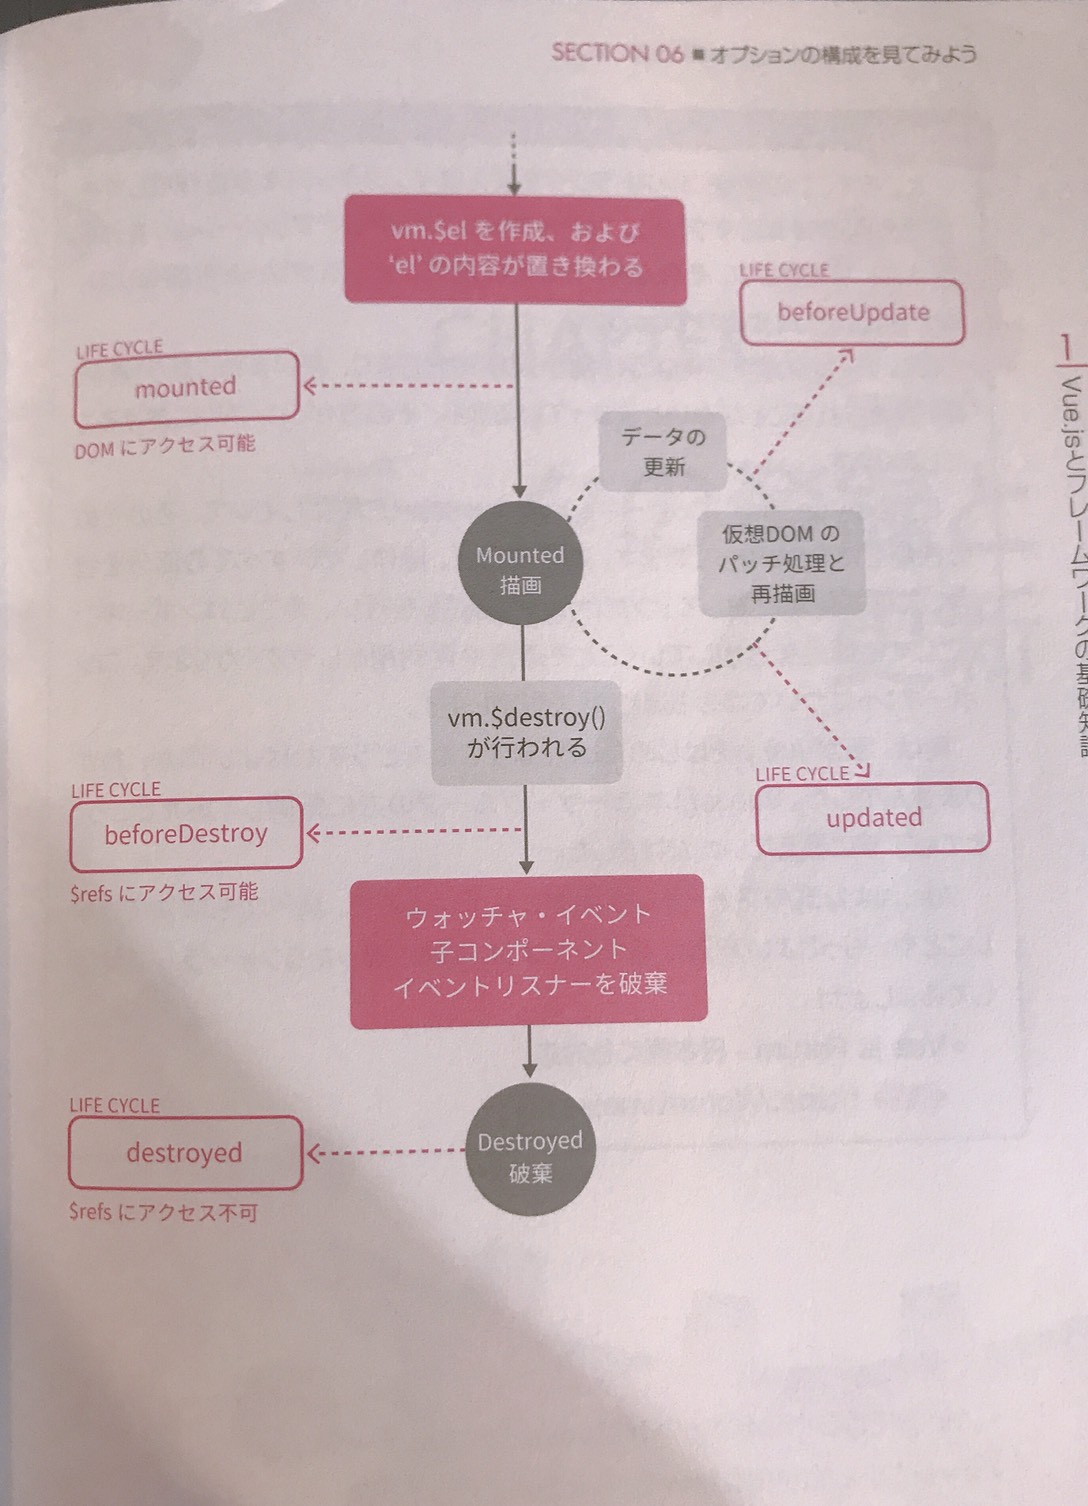 SECTION 06 ■ オプションの構成を見てみよう
vm.$el を作成、および
‘el’ の内容が置き換わる
LIFE CYCLE
beforeUpdate
LIFE CYCLE
mounted
DOM にアクセス可能
データの
更新
仮想DOM の
パッチ処理と
再描画
Mounted
描画
vm.$destroy()
が行われる
LIFE CYCLE
updated
LIFE CYCLE
beforeDestroy
$refs にアクセス可能
ウォッチャ・イベント
子コンポーネント
イベントリスナーを破棄
LIFE CYCLE
destroyed
$refs にアクセス不可
Destroyed
破棄
1
Vue.jsとフレームワークの基礎知識